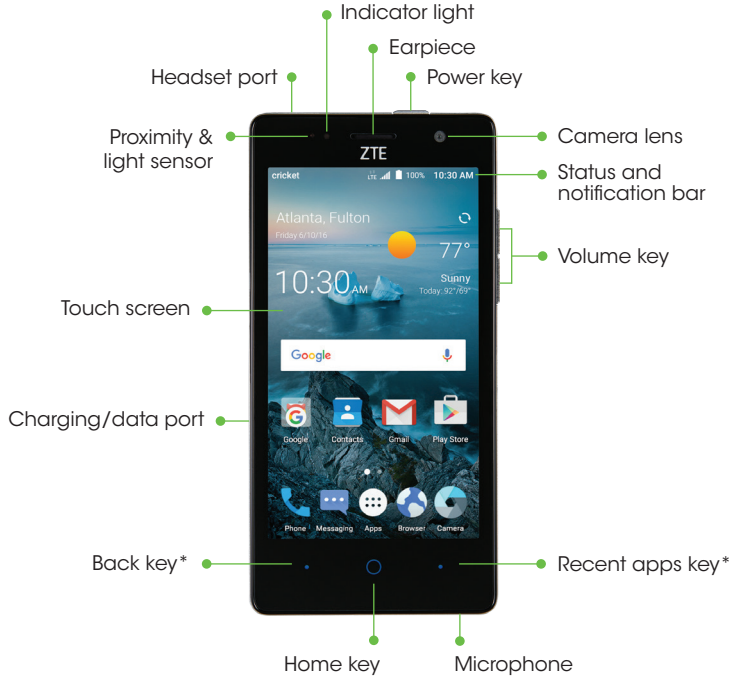 Indicator light
Earpiece
Headset port
Power key
Proximity &
light sensor
Camera lens
ZTE
cricket LTE 100% 10:30 AM
Status and
notification bar
Atlanta, Fulton
Friday 6/10/16
77°
Volume key
10:30 AM
Sunny
Today: 92°/69°
Touch screen
Google
Charging/data port
Google Contacts Gmail Play Store
Phone Messaging Apps Browser Camera
Back key*
Recent apps key*
Home key
Microphone